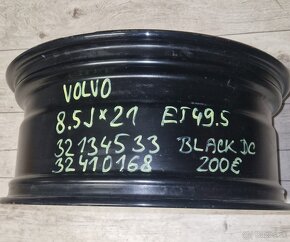 VOLVO
8.5J×21 ET49.5
32134533 BLACK DC
32410168 200€